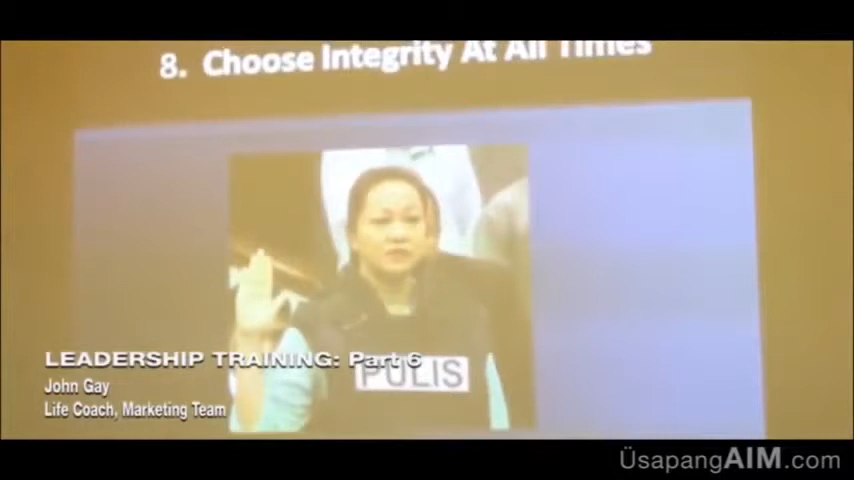 8. Choose Integrity At All Times
PULIS
LEADERSHIP TRAINING: Part 6
John Gay
Life Coach, Marketing Team
ÜsapangAIM.com